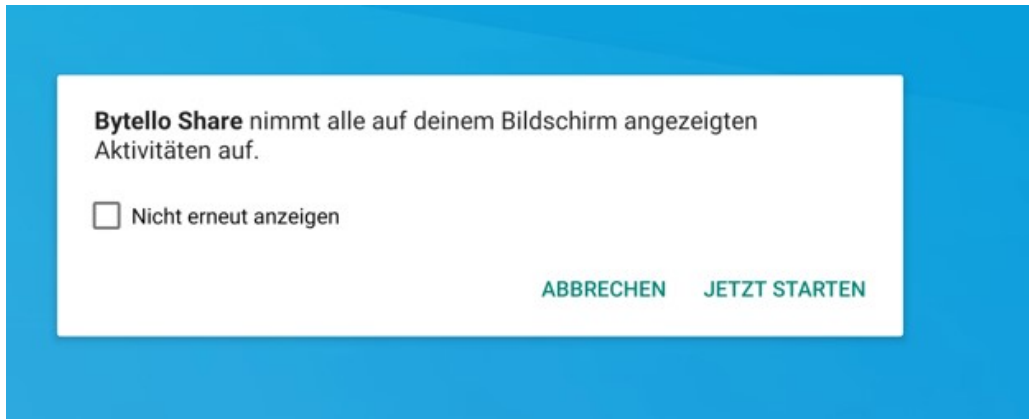 Bytello Share nimmt alle auf deinem Bildschirm angezeigten
Aktivitäten auf.
Nicht erneut anzeigen
ABBRECHEN JETZT STARTEN